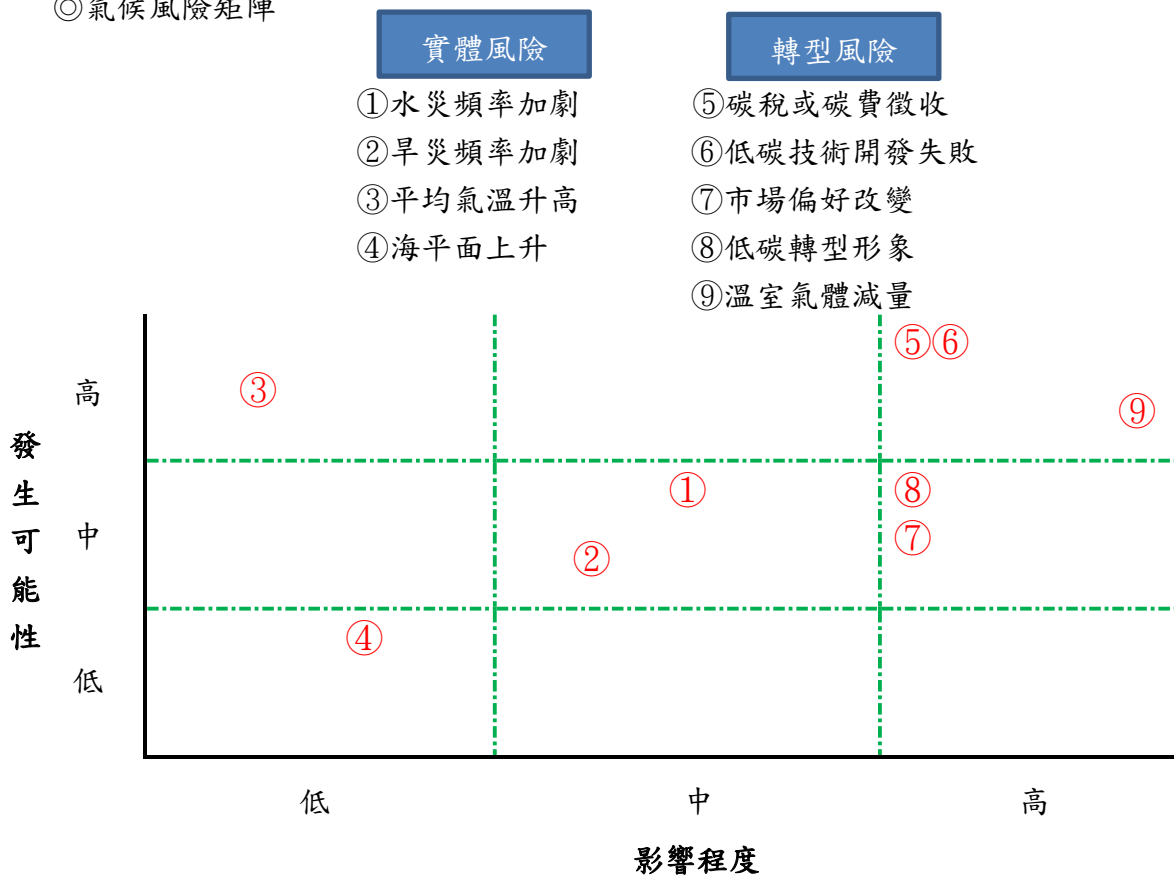 ◎氣候風險矩陣
實體風險 轉型風險
①水災頻率加劇 ⑤碳稅或碳費徵收
②旱災頻率加劇 ⑥低碳技術開發失敗
③平均氣溫升高 ⑦市場偏好改變
④海平面上升 ⑧低碳轉型形象
⑨溫室氣體減量
⑤⑥
高 ③
⑨
發生可能性
① ⑧
中 ⑦
②
④
低
低 中 高
影響程度